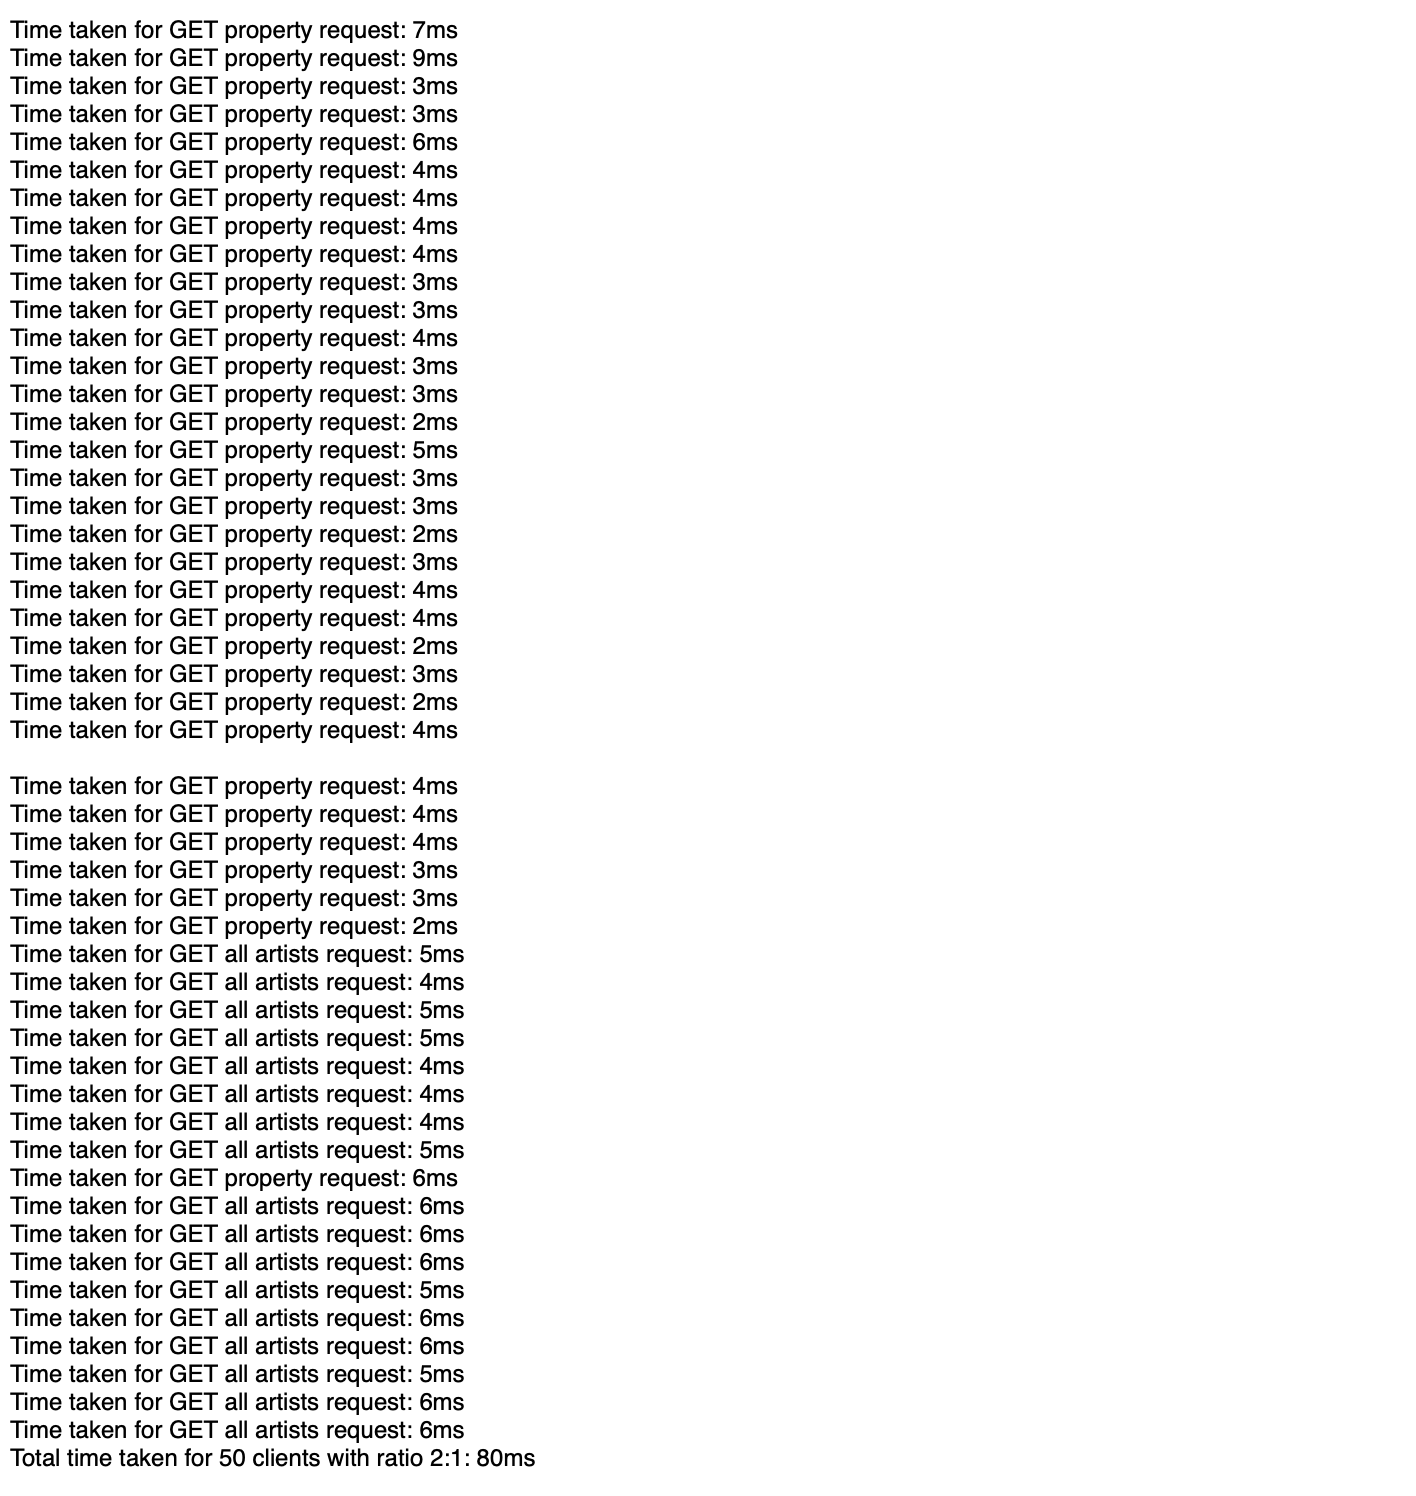 Time taken for GET property request: 7ms
Time taken for GET property request: 9ms
Time taken for GET property request: 3ms
Time taken for GET property request: 3ms
Time taken for GET property request: 6ms
Time taken for GET property request: 4ms
Time taken for GET property request: 4ms
Time taken for GET property request: 4ms
Time taken for GET property request: 4ms
Time taken for GET property request: 3ms
Time taken for GET property request: 3ms
Time taken for GET property request: 4ms
Time taken for GET property request: 3ms
Time taken for GET property request: 3ms
Time taken for GET property request: 2ms
Time taken for GET property request: 5ms
Time taken for GET property request: 3ms
Time taken for GET property request: 3ms
Time taken for GET property request: 2ms
Time taken for GET property request: 3ms
Time taken for GET property request: 4ms
Time taken for GET property request: 4ms
Time taken for GET property request: 2ms
Time taken for GET property request: 3ms
Time taken for GET property request: 2ms
Time taken for GET property request: 4ms

Time taken for GET property request: 4ms
Time taken for GET property request: 4ms
Time taken for GET property request: 4ms
Time taken for GET property request: 3ms
Time taken for GET property request: 3ms
Time taken for GET property request: 2ms
Time taken for GET all artists request: 5ms
Time taken for GET all artists request: 4ms
Time taken for GET all artists request: 5ms
Time taken for GET all artists request: 5ms
Time taken for GET all artists request: 4ms
Time taken for GET all artists request: 4ms
Time taken for GET all artists request: 4ms
Time taken for GET all artists request: 5ms
Time taken for GET property request: 6ms
Time taken for GET all artists request: 6ms
Time taken for GET all artists request: 6ms
Time taken for GET all artists request: 6ms
Time taken for GET all artists request: 5ms
Time taken for GET all artists request: 6ms
Time taken for GET all artists request: 6ms
Time taken for GET all artists request: 5ms
Time taken for GET all artists request: 6ms
Time taken for GET all artists request: 6ms
Total time taken for 50 clients with ratio 2:1: 80ms